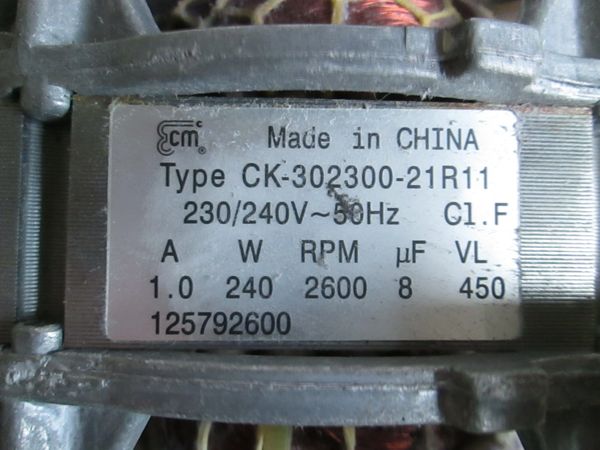 Ecm® Made in CHINA
Type CK-302300-21R11
230/240V~50Hz Cl.F
A W RPM µF VL
1.0 240 2600 8 450
125792600